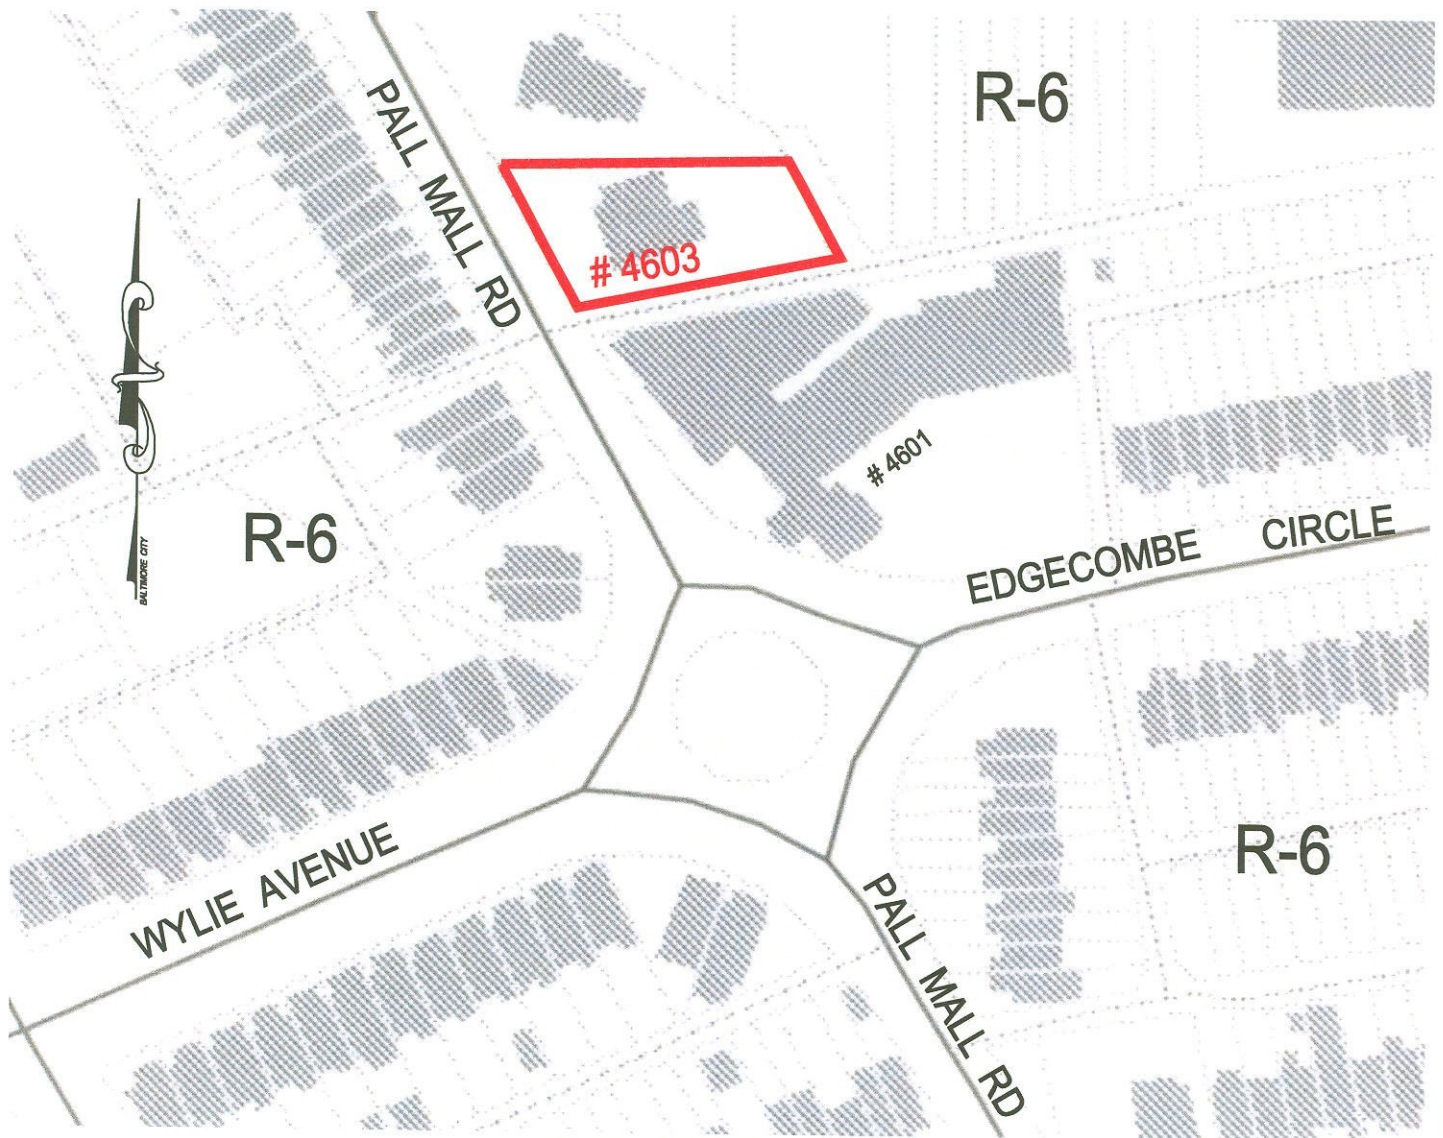 R-6
PALL MALL RD
# 4603
# 4601
R-6
EDGECOMBE CIRCLE
BALTIMORE CITY
WYLIE AVENUE
R-6
PALL MALL RD